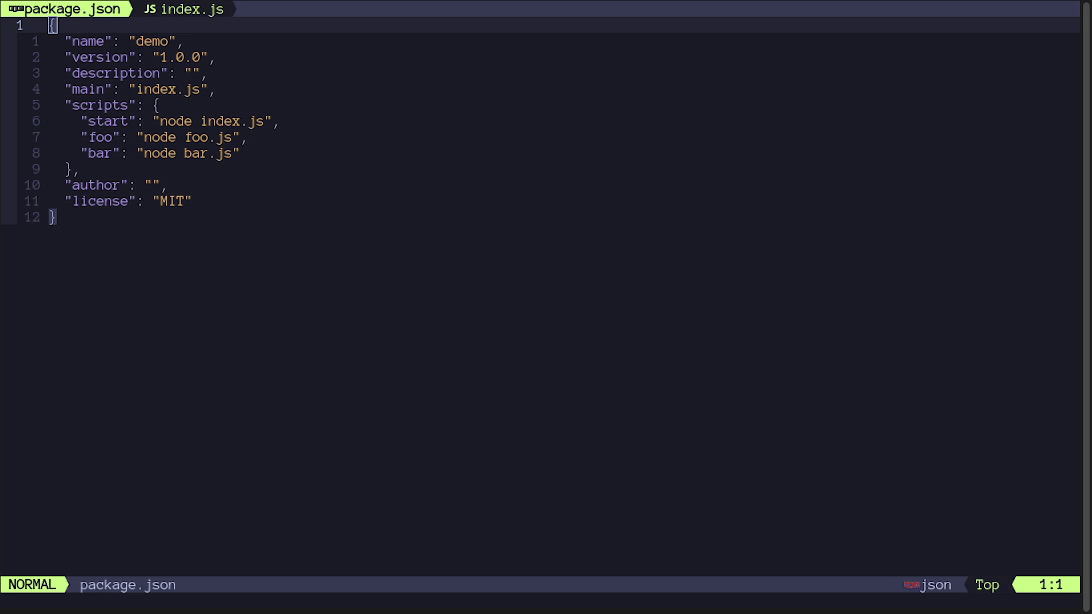 package.json JS index.js
1 {
1 "name": "demo",
2 "version": "1.0.0",
3 "description": "",
4 "main": "index.js",
5 "scripts": {
6 "start": "node index.js",
7 "foo": "node foo.js",
8 "bar": "node bar.js"
9 },
10 "author": "",
11 "license": "MIT"
12 }
NORMAL package.json json Top 1:1